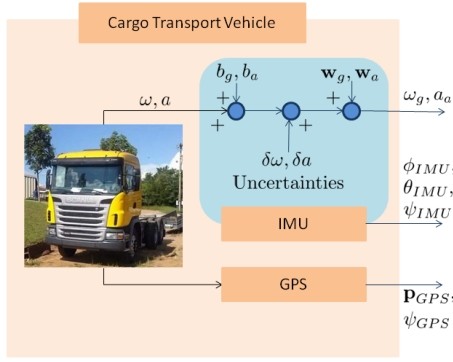 Cargo Transport Vehicle
b_g, b_a
w_g, w_a
ω, a
+
+
+
+
ω_g, a_a
δω, δa
Uncertainties
ϕ_IMU,
θ_IMU,
ψ_IMU
IMU
GPS
p_GPS,
ψ_GPS